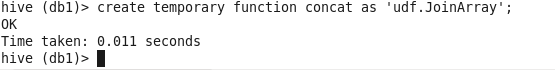 hive (db1)> create temporary function concat as 'udf.JoinArray';
OK
Time taken: 0.011 seconds
hive (db1)>